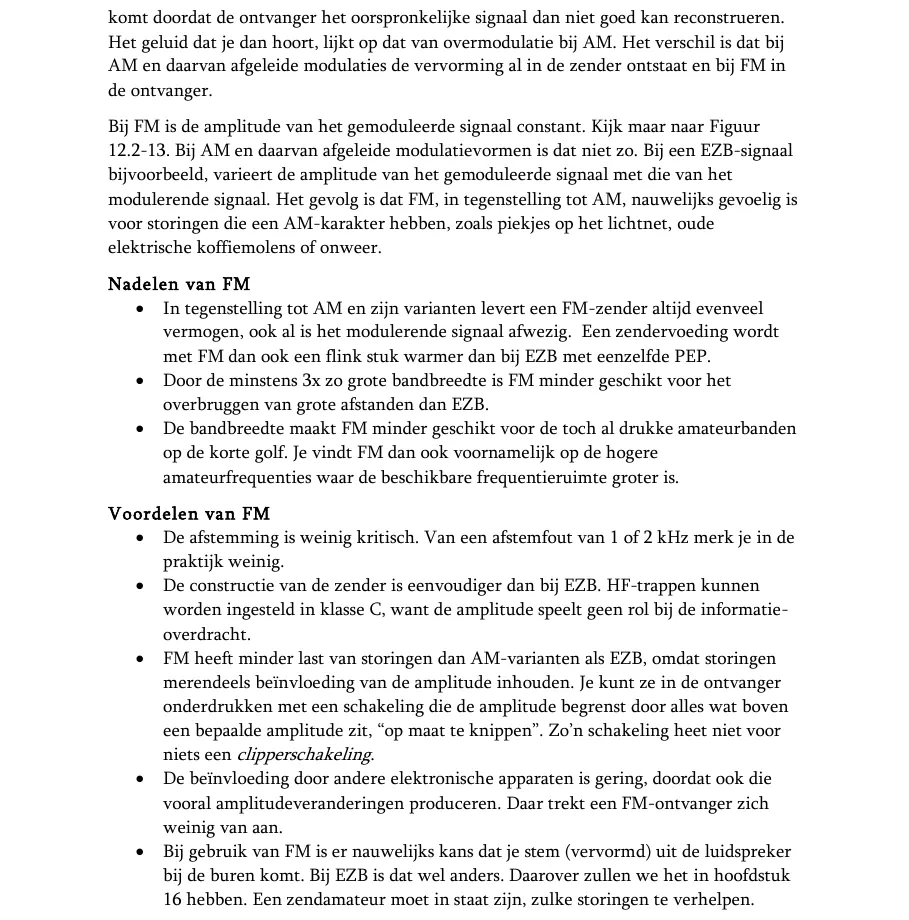 komt doordat de ontvanger het oorspronkelijke signaal dan niet goed kan reconstrueren.
Het geluid dat je dan hoort, lijkt op dat van overmodulatie bij AM. Het verschil is dat bij
AM en daarvan afgeleide modulaties de vervorming al in de zender ontstaat en bij FM in
de ontvanger.
Bij FM is de amplitude van het gemoduleerde signaal constant. Kijk maar naar Figuur
12.2-13. Bij AM en daarvan afgeleide modulatievormen is dat niet zo. Bij een EZB-signaal
bijvoorbeeld, varieert de amplitude van het gemoduleerde signaal met die van het
modulerende signaal. Het gevolg is dat FM, in tegenstelling tot AM, nauwelijks gevoelig is
voor storingen die een AM-karakter hebben, zoals piekjes op het lichtnet, oude
elektrische koffiemolens of onweer.
Nadelen van FM
• In tegenstelling tot AM en zijn varianten levert een FM-zender altijd evenveel
vermogen, ook al is het modulerende signaal afwezig.  Een zendervoeding wordt
met FM dan ook een flink stuk warmer dan bij EZB met eenzelfde PEP.
• Door de minstens 3x zo grote bandbreedte is FM minder geschikt voor het
overbruggen van grote afstanden dan EZB.
• De bandbreedte maakt FM minder geschikt voor de toch al drukke amateurbanden
op de korte golf. Je vindt FM dan ook voornamelijk op de hogere
amateurfrequenties waar de beschikbare frequentieruimte groter is.
Voordelen van FM
• De afstemming is weinig kritisch. Van een afstemfout van 1 of 2 kHz merk je in de
praktijk weinig.
• De constructie van de zender is eenvoudiger dan bij EZB. HF-trappen kunnen
worden ingesteld in klasse C, want de amplitude speelt geen rol bij de informatie-
overdracht.
• FM heeft minder last van storingen dan AM-varianten als EZB, omdat storingen
merendeels beïnvloeding van de amplitude inhouden. Je kunt ze in de ontvanger
onderdrukken met een schakeling die de amplitude begrenst door alles wat boven
een bepaalde amplitude zit, “op maat te knippen”. Zo’n schakeling heet niet voor
niets een clipperschakeling.
• De beïnvloeding door andere elektronische apparaten is gering, doordat ook die
vooral amplitudeveranderingen produceren. Daar trekt een FM-ontvanger zich
weinig van aan.
• Bij gebruik van FM is er nauwelijks kans dat je stem (vervormd) uit de luidspreker
bij de buren komt. Bij EZB is dat wel anders. Daarover zullen we het in hoofdstuk
16 hebben. Een zendamateur moet in staat zijn, zulke storingen te verhelpen.